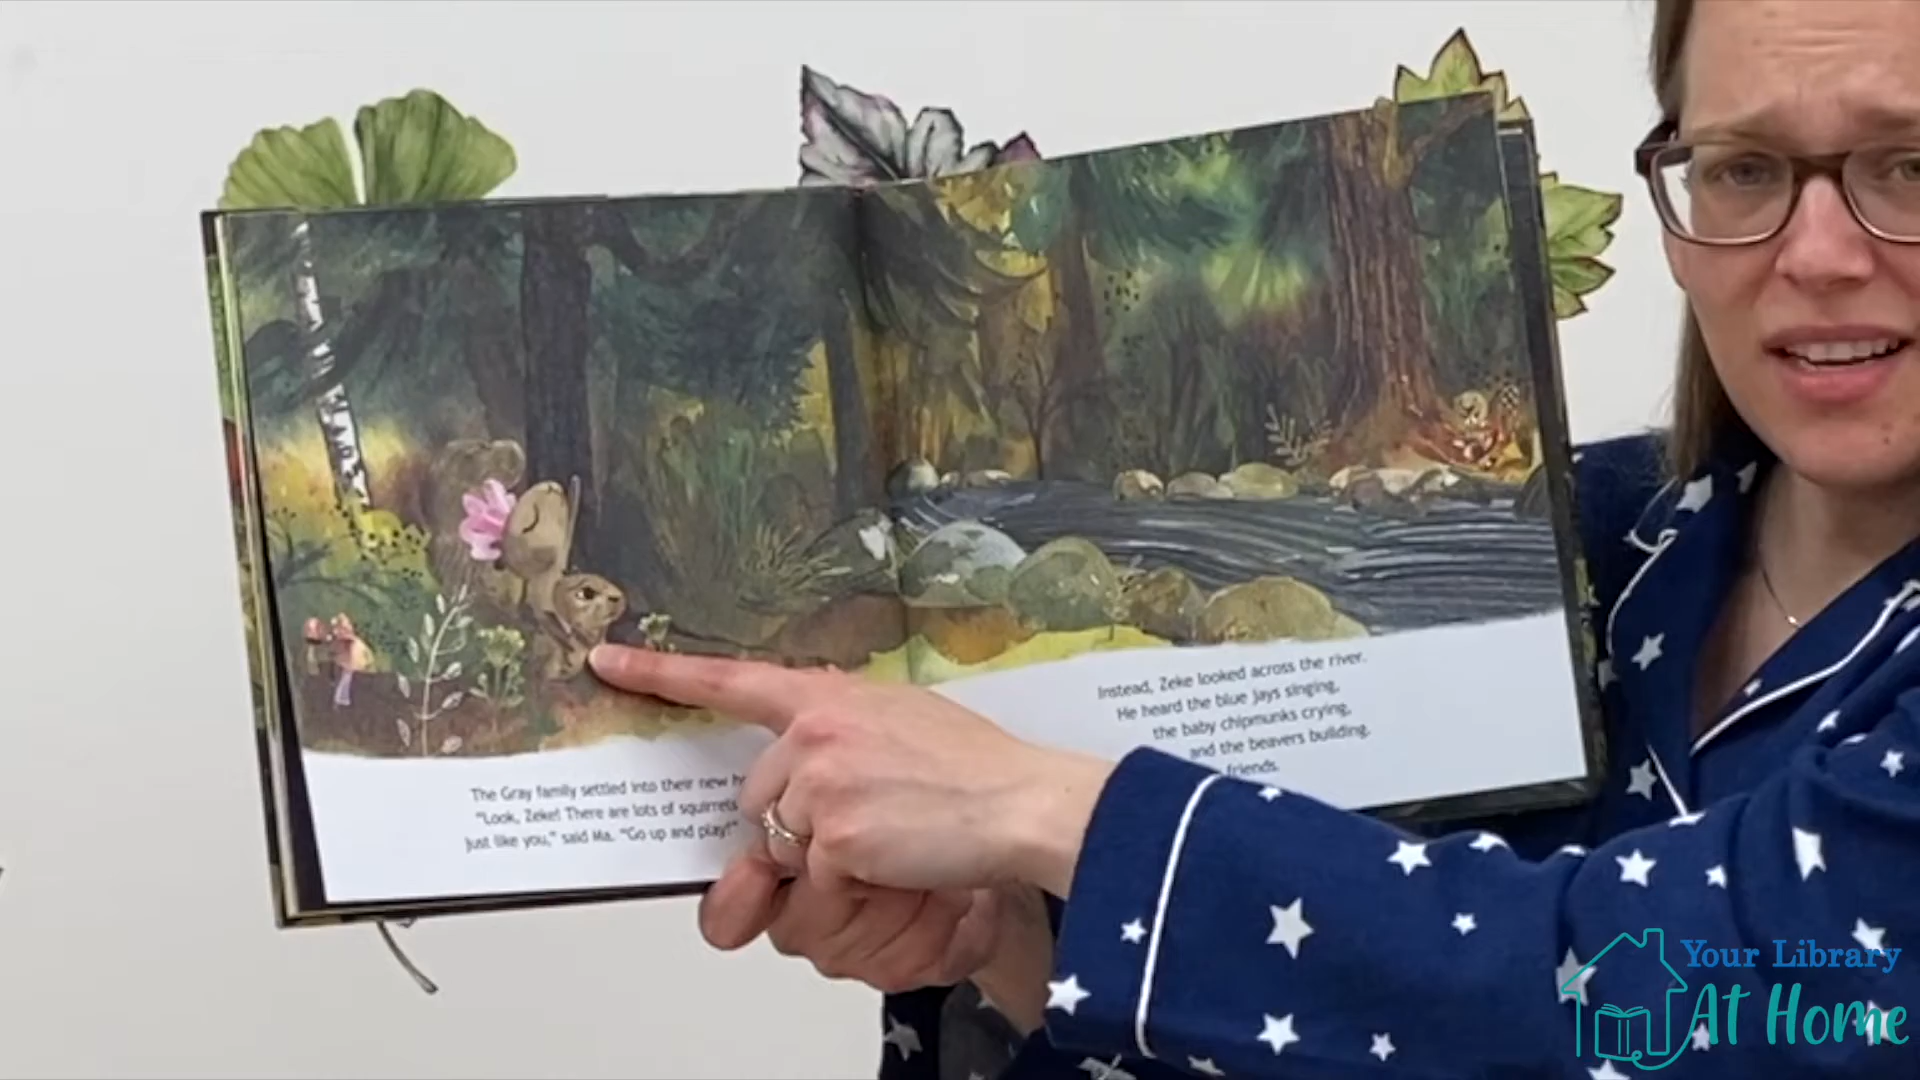 The Gray family settled into their new
"Look, Zeke! There are lots of squirrels
just like you," said Ma. "Go up and play!"
Instead, Zeke looked across the river.
He heard the blue jays singing,
the baby chipmunks crying,
and the beavers building.
friends.
Your Library
At Home